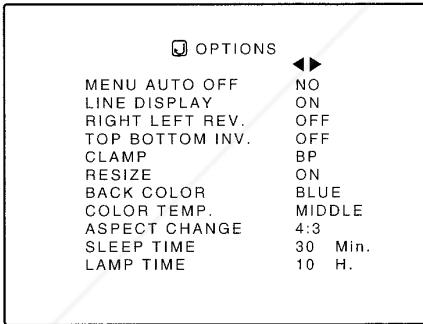 OPTIONS
MENU AUTO OFF NO
LINE DISPLAY ON
RIGHT LEFT REV. OFF
TOP BOTTOM INV. OFF
CLAMP BP
RESIZE ON
BACK COLOR BLUE
COLOR TEMP. MIDDLE
ASPECT CHANGE 4:3
SLEEP TIME 30 Min.
LAMP TIME 10 H.